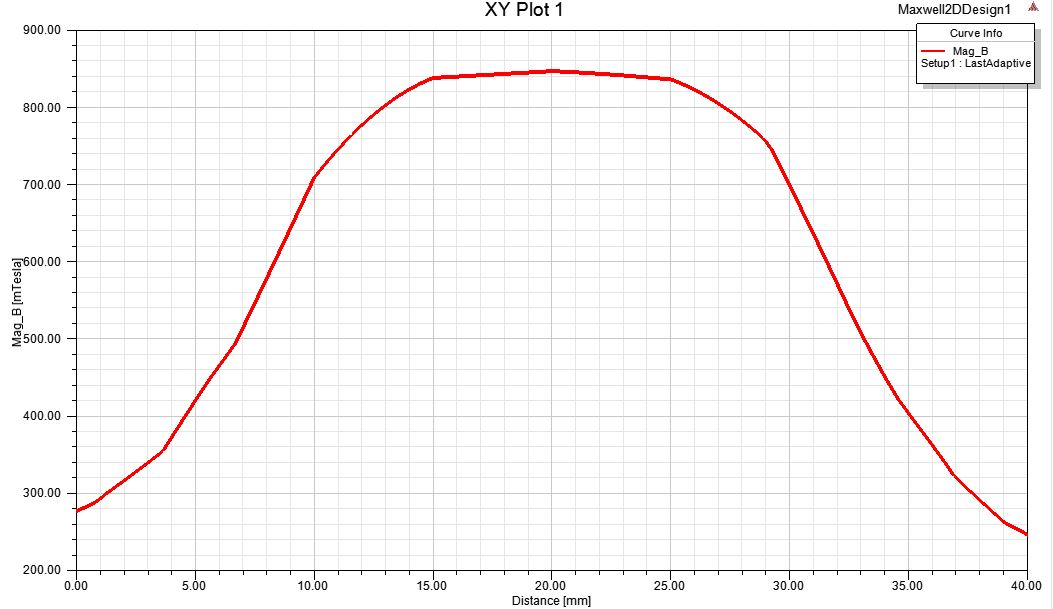 XY Plot 1
Maxwell2DDesign1
Curve Info
Mag_B
Setup1 : LastAdaptive
900.00
800.00
700.00
600.00
500.00
400.00
300.00
200.00
Mag_B [mTesla]
0.00 5.00 10.00 15.00 20.00 25.00 30.00 35.00 40.00
Distance [mm]